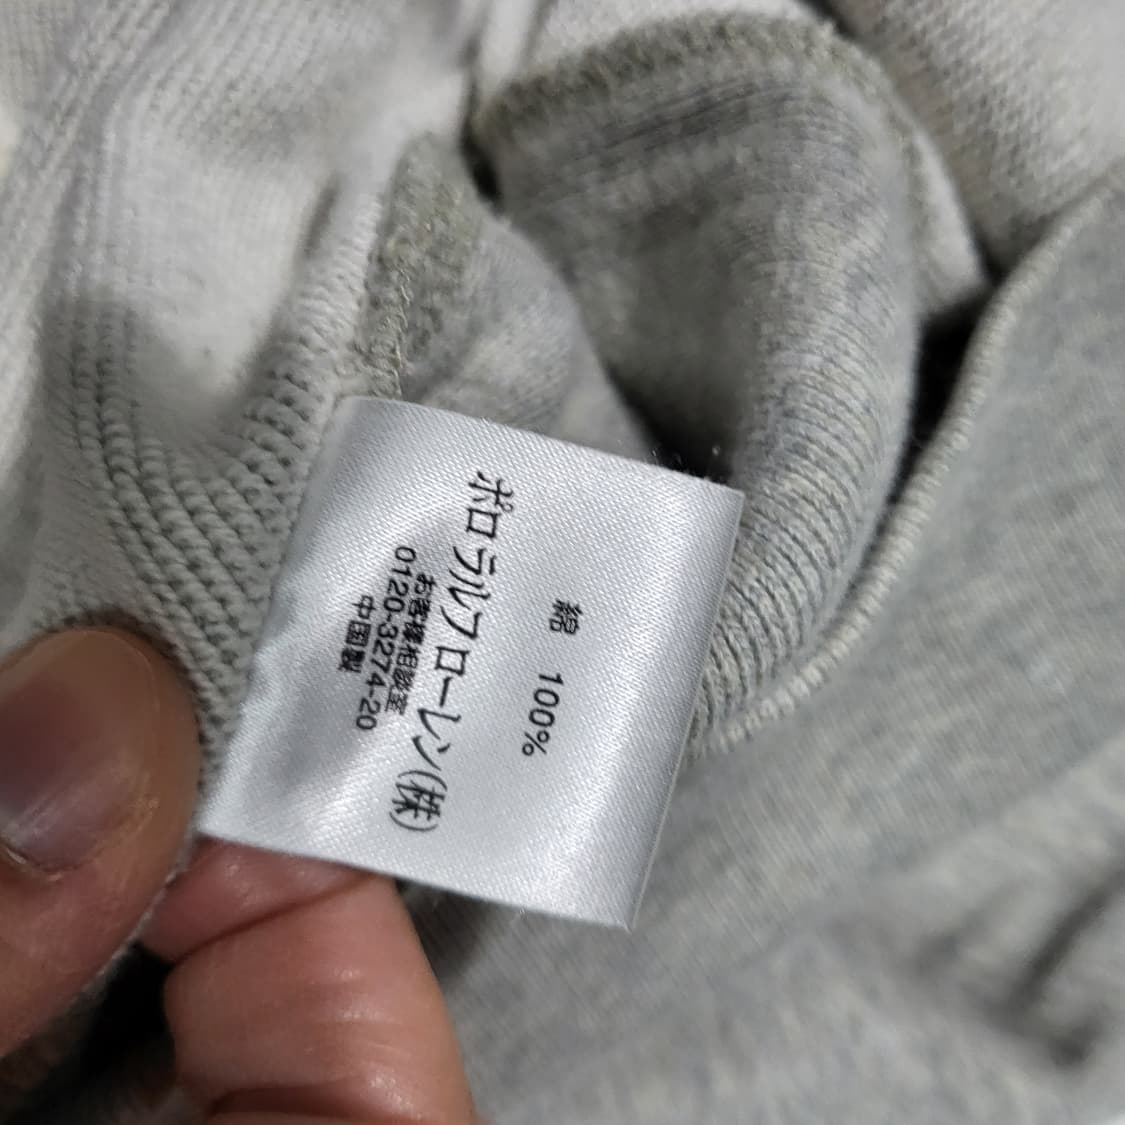 綿 100%
ポロ ラルフ ローレン(株)
お客様相談室
0120-3274-20
中国製